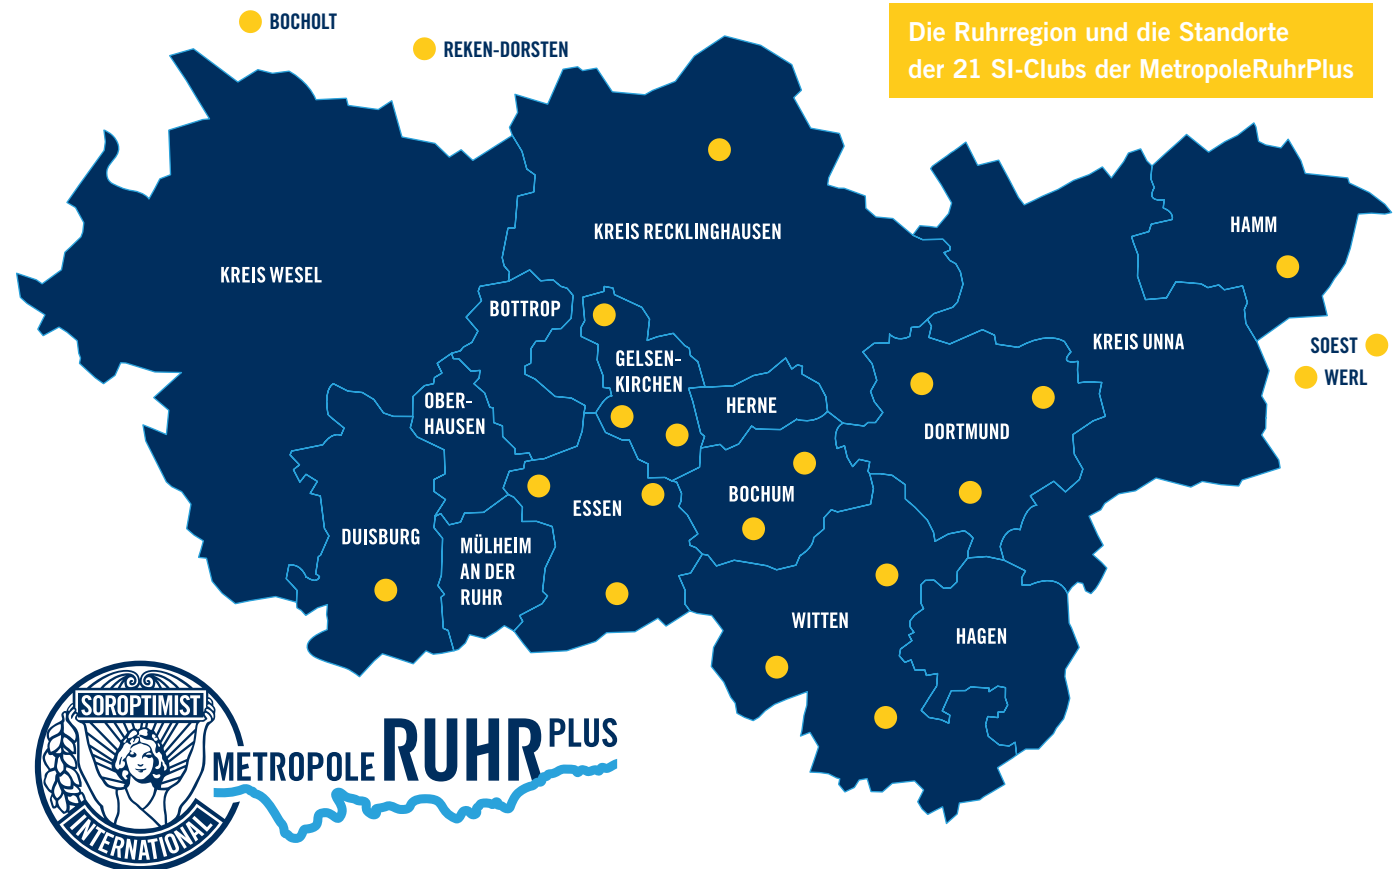 BOCHOLT
REKEN-DORSTEN
Die Ruhrregion und die Standorte
der 21 SI-Clubs der MetropoleRuhrPlus
KREIS RECKLINGHAUSEN
HAMM
KREIS WESEL
BOTTROP
KREIS UNNA
SOEST
WERL
GELSEN-
KIRCHEN
OBER-
HAUSEN
HERNE
DORTMUND
BOCHUM
ESSEN
DUISBURG
MÜLHEIM
AN DER
RUHR
WITTEN
HAGEN
SOROPTIMIST
INTERNATIONAL
METROPOLE RUHR PLUS